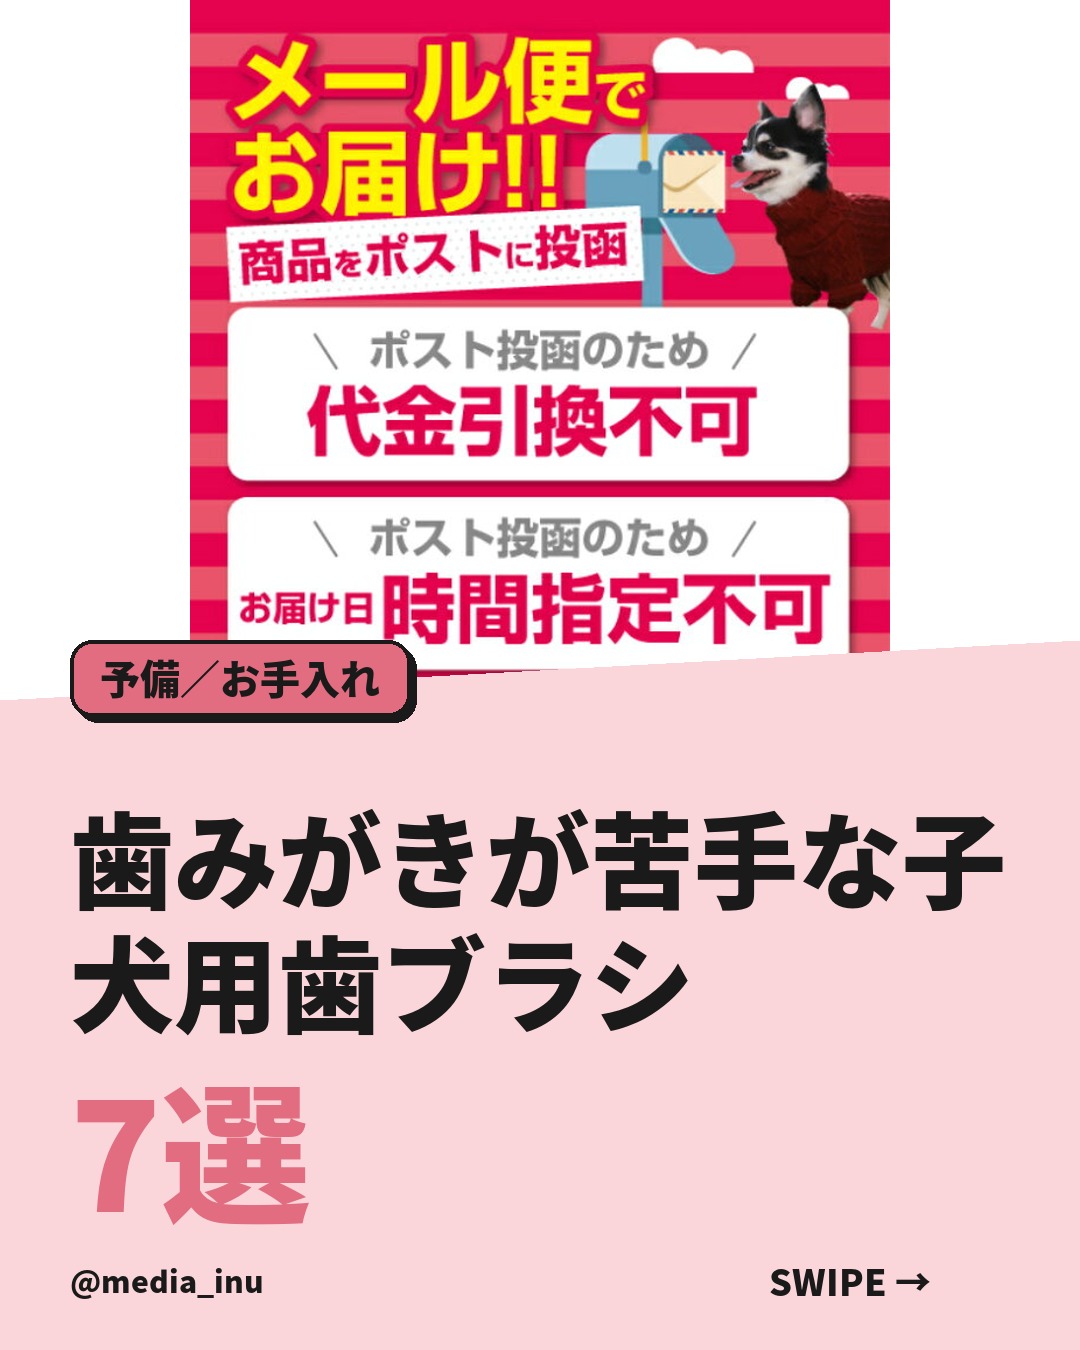 メール便で
お届け!!
商品をポストに投函
\ ポスト投函のため /
代金引換不可
\ ポスト投函のため /
お届け日時間指定不可
予備／お手入れ
歯みがきが苦手な子
犬用歯ブラシ
7選
@media_inu
SWIPE →